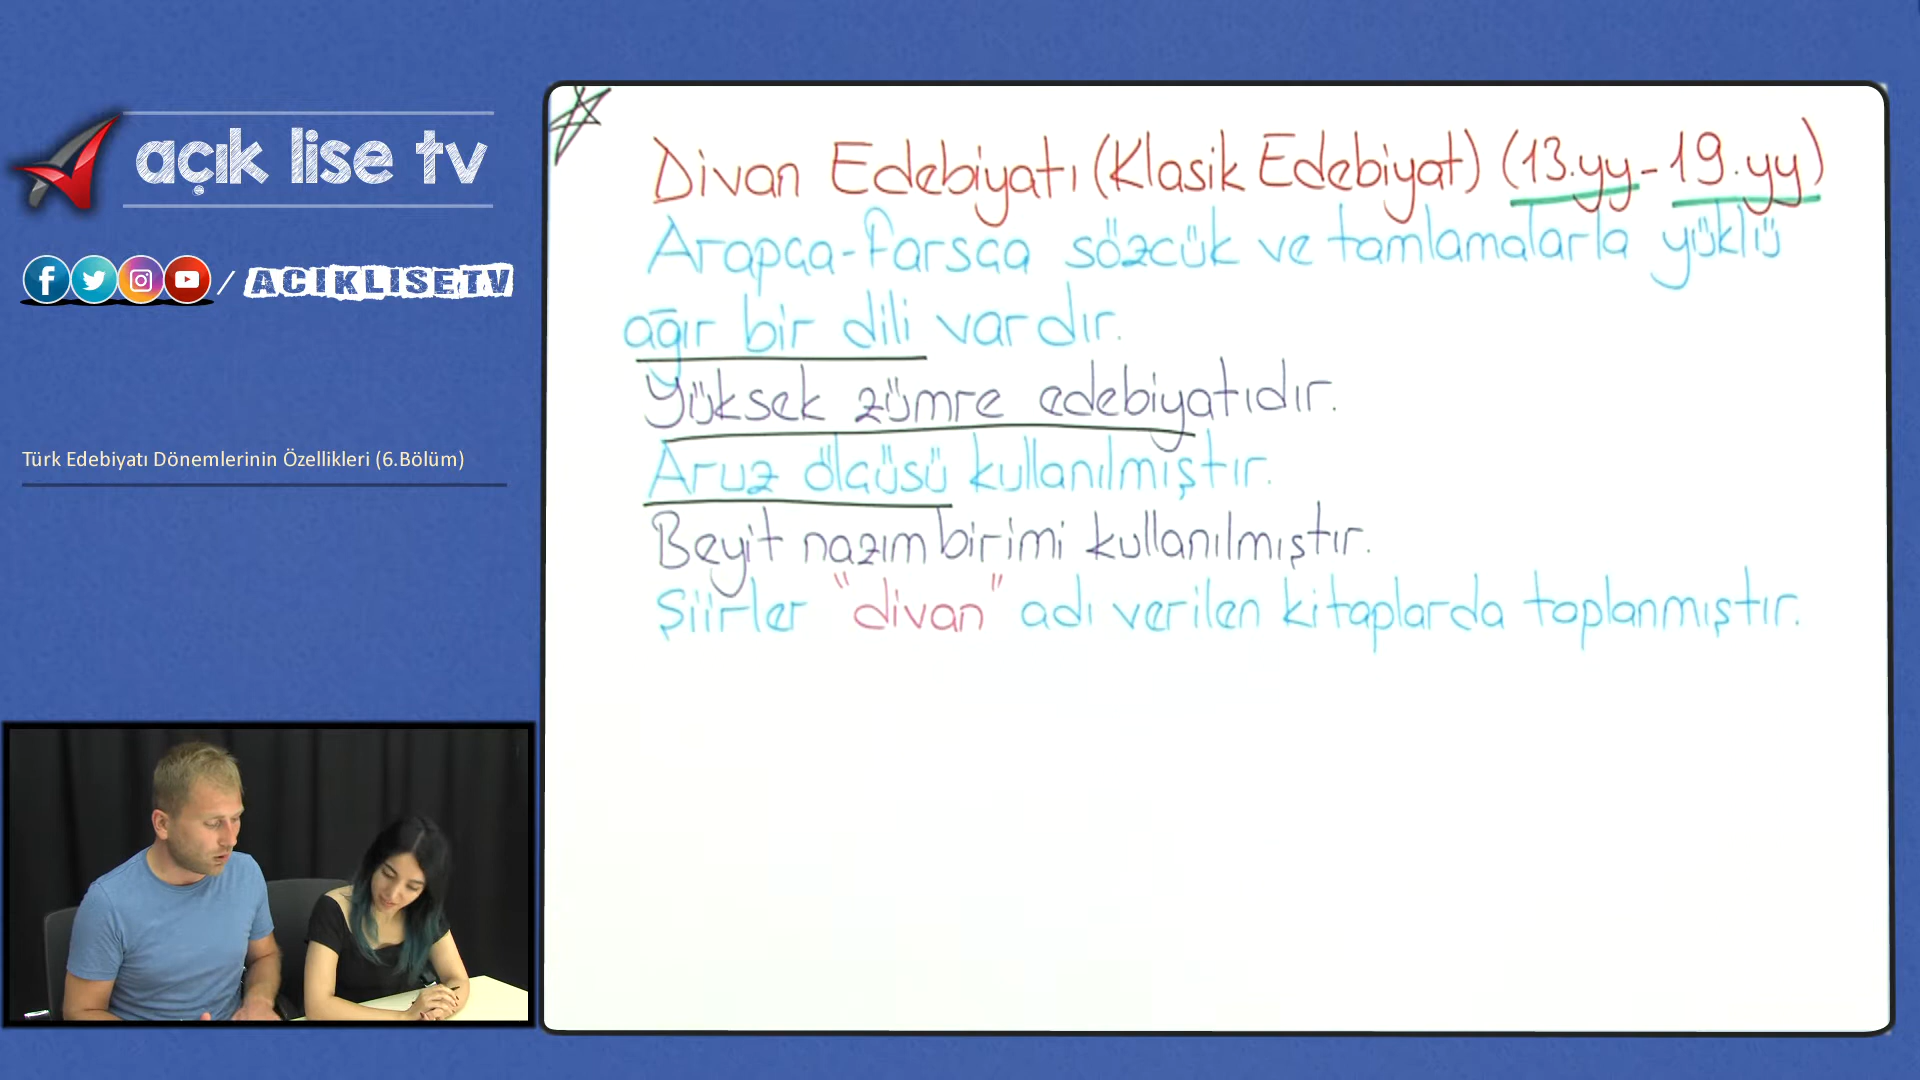 açık lise tv
/ ACIKLISETV
Türk Edebiyatı Dönemlerinin Özellikleri (6.Bölüm)
Divan Edebiyatı (Klasik Edebiyat) (13.yy-19.yy)
Arapça-Farsça sözcük ve tamlamalarla yüklü
ağır bir dili vardır.
Yüksek zümre edebiyatıdır.
Aruz ölçüsü kullanılmıştır.
Beyit nazım birimi kullanılmıştır.
Şiirler "divan" adı verilen kitaplarda toplanmıştır.